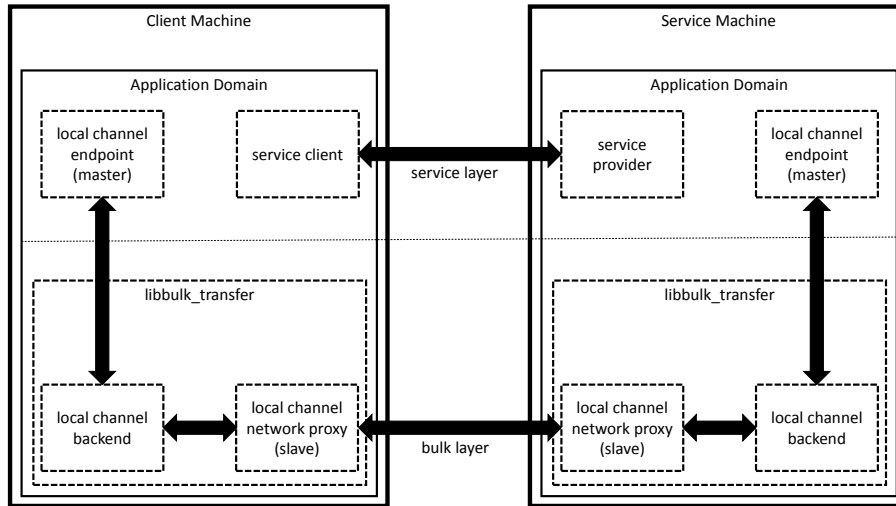 Client Machine
Application Domain
local channel
endpoint
(master)
service client
libbulk_transfer
local channel
backend
local channel
network proxy
(slave)
service layer
bulk layer
Service Machine
Application Domain
service
provider
local channel
endpoint
(master)
libbulk_transfer
local channel
network proxy
(slave)
local channel
backend